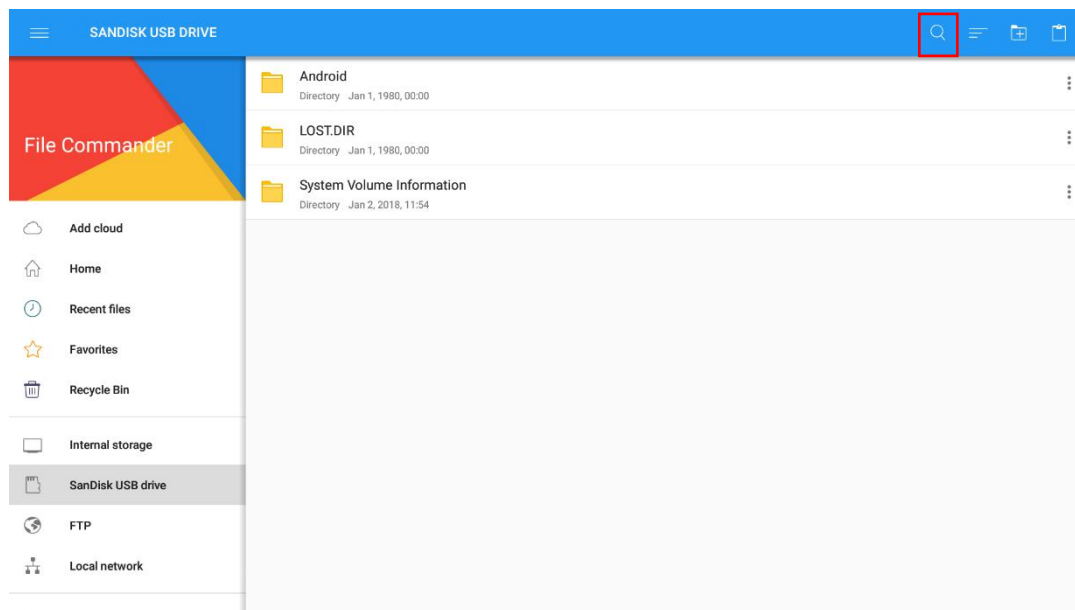 SANDISK USB DRIVE
File Commander
Add cloud
Home
Recent files
Favorites
Recycle Bin
Internal storage
SanDisk USB drive
FTP
Local network
Android
Directory Jan 1, 1980, 00:00
LOST.DIR
Directory Jan 1, 1980, 00:00
System Volume Information
Directory Jan 2, 2018, 11:54